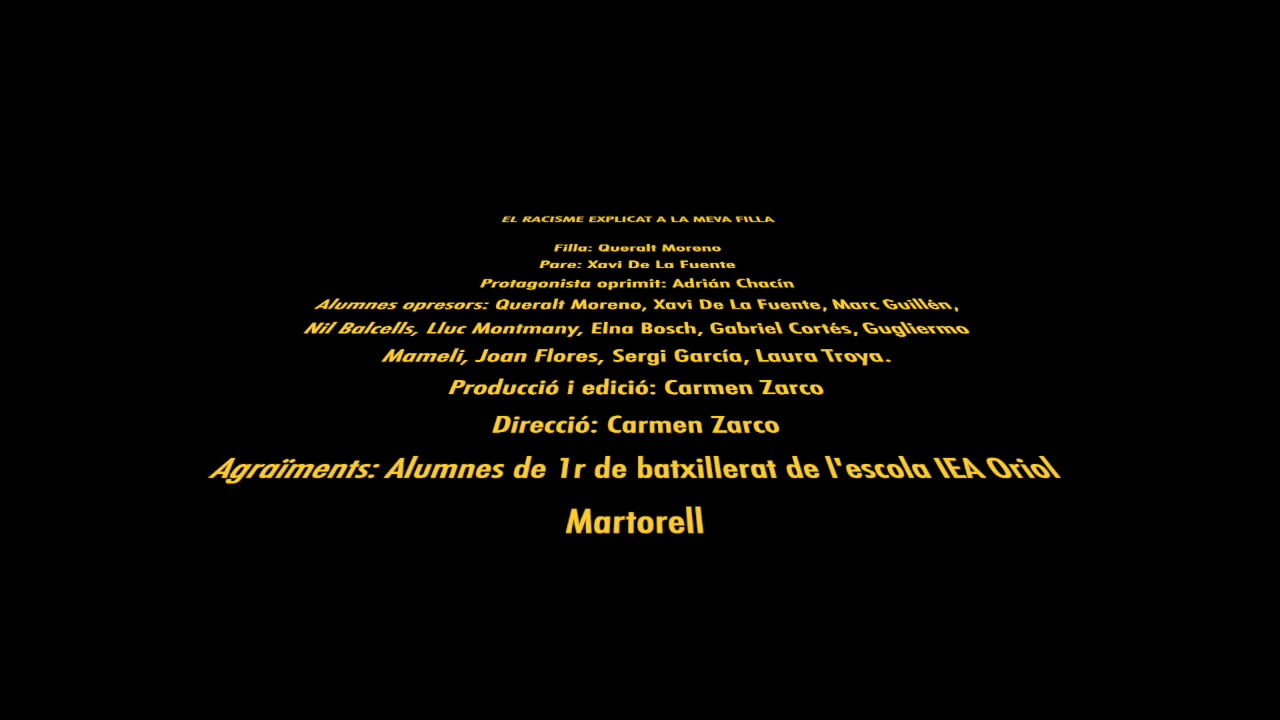 EL RACISME EXPLICAT A LA MEVA FILLA
Filla: Queralt Moreno
Pare: Xavi De La Fuente
Protagonista oprimit: Adrián Chacín
Alumnes opresors: Queralt Moreno, Xavi De La Fuente, Marc Guillén,
Nil Balcells, Lluc Montmany, Elna Bosch, Gabriel Cortés, Gugliermo
Mameli, Joan Flores, Sergi García, Laura Troya.
Producció i edició: Carmen Zarco
Direcció: Carmen Zarco
Agraïments: Alumnes de 1r de batxillerat de l'escola IEA Oriol
Martorell